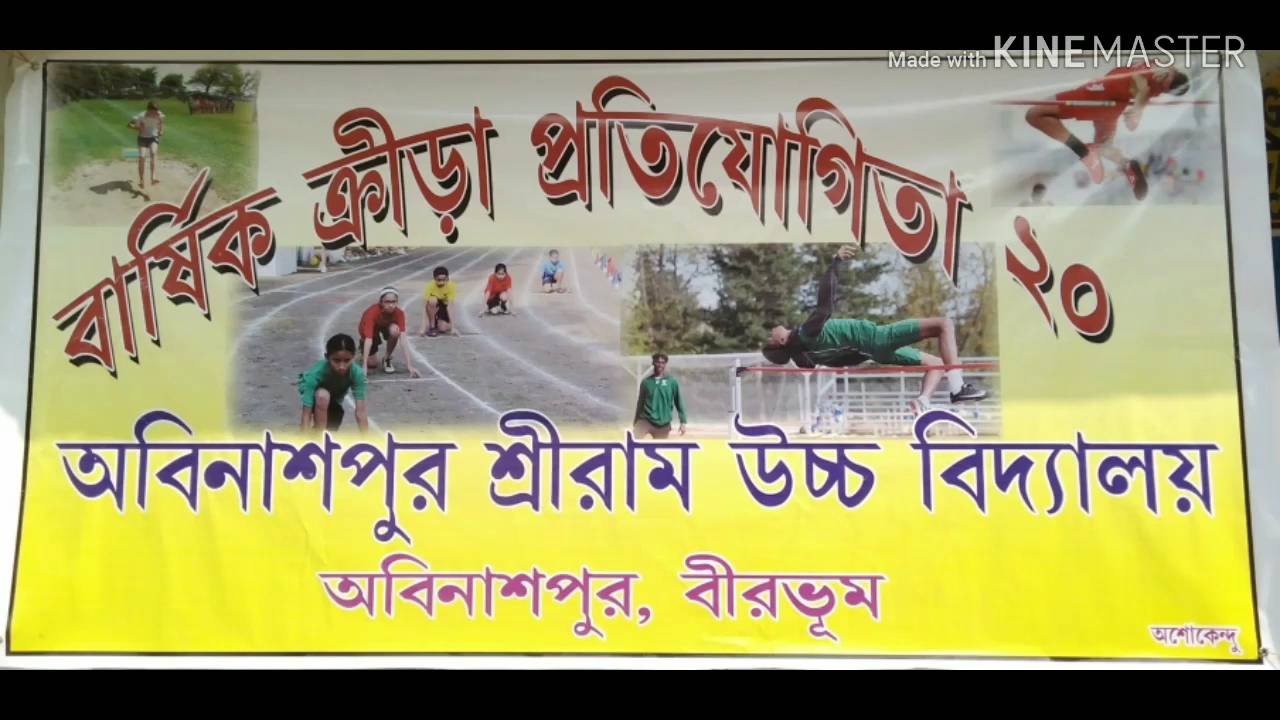 Made with KINEMASTER
বার্ষিক ক্রীড়া প্রতিযোগিতা ২০
অবিনাশপুর শ্রীরাম উচ্চ বিদ্যালয়
অবিনাশপুর, বীরভূম
অশোকেন্দু